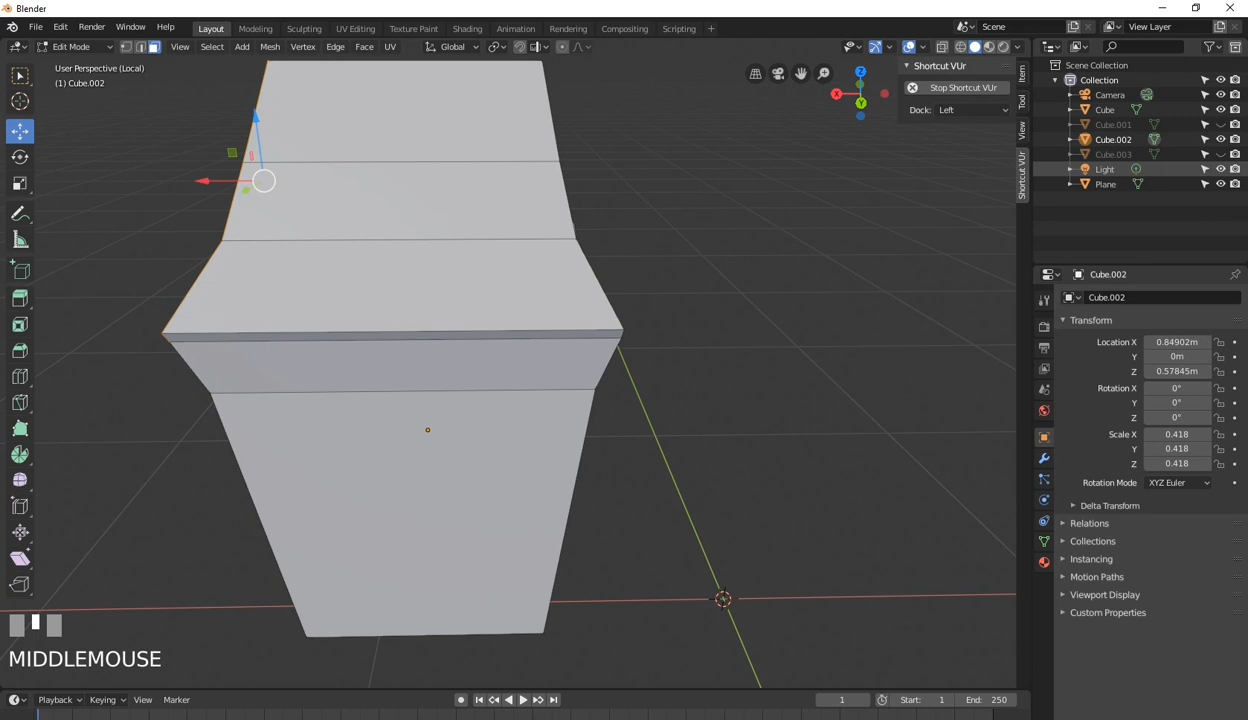 Blender
File Edit Render Window Help
Layout Modeling Sculpting UV Editing Texture Paint Shading Animation Rendering Compositing Scripting +
Scene
View Layer
Edit Mode View Select Add Mesh Vertex Edge Face UV Global
User Perspective (Local)
(1) Cube.002
X
Y
Z
Shortcut VUr
Stop Shortcut VUr
Dock: Left
Item
Tool
View
Shortcut VUr
Scene Collection
Collection
Camera
Cube
Cube.001
Cube.002
Cube.003
Light
Plane
Cube.002
Cube.002
Transform
Location X 0.84902m
Y 0m
Z 0.57845m
Rotation X 0°
Y 0°
Z 0°
Scale X 0.418
Y 0.418
Z 0.418
Rotation Mode XYZ Euler
Delta Transform
Relations
Collections
Instancing
Motion Paths
Viewport Display
Custom Properties
MIDDLEMOUSE
Playback Keying View Marker 1 Start: 1 End: 250